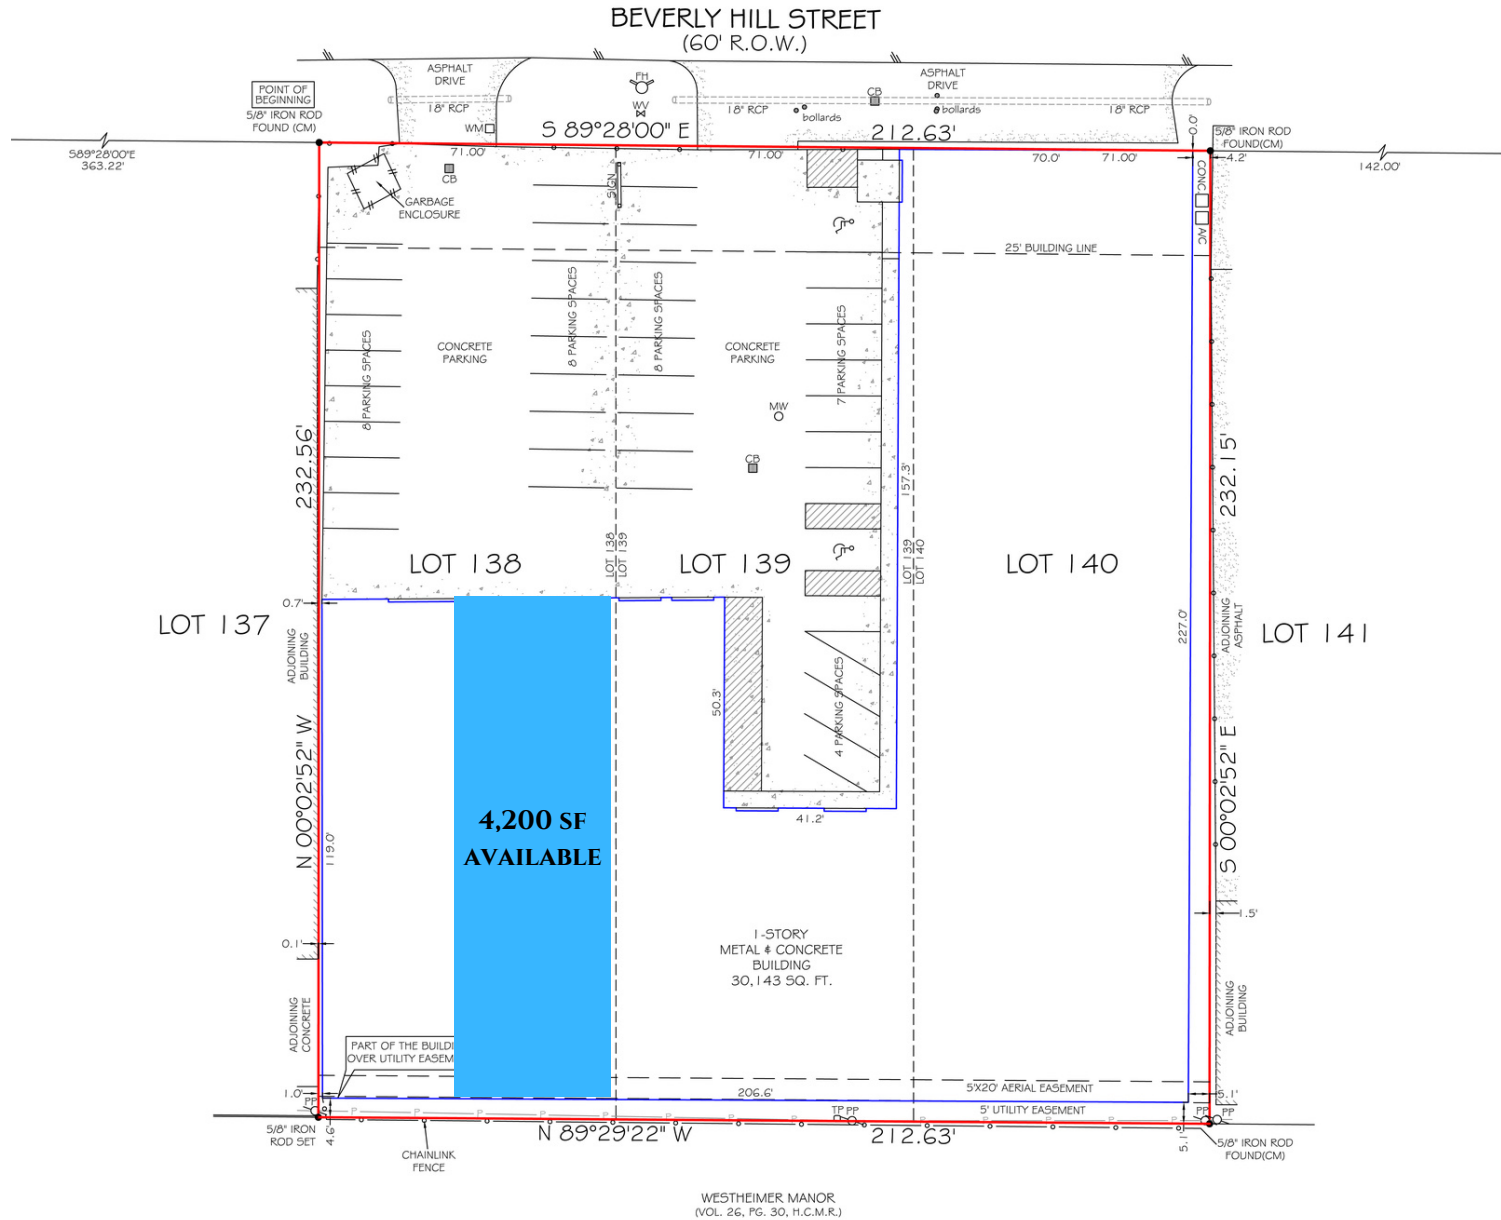 BEVERLY HILL STREET
(60' R.O.W.)
ASPHALT
DRIVE
FH
ASPHALT
DRIVE
POINT OF
BEGINNING
5/8" IRON ROD
FOUND (CM)
18" RCP
WV
WM
18" RCP
bollards
CB
bollards
18" RCP
S 89°28'00" E
212.63'
0.0'
5/8" IRON ROD
FOUND(CM)
S89°28'00"E
363.22'
71.00'
71.00'
70.0'
71.00'
4.2'
142.00'
CB
SIGN
CONC
A/C
GARBAGE
ENCLOSURE
25' BUILDING LINE
8 PARKING SPACES
CONCRETE
PARKING
8 PARKING SPACES
8 PARKING SPACES
CONCRETE
PARKING
7 PARKING SPACES
MW
CB
232.56'
157.3'
232.15'
LOT 138
LOT 138
LOT 139
LOT 139
LOT 139
LOT 140
LOT 140
LOT 137
0.7'
ADJOINING
BUILDING
227.0'
ADJOINING
ASPHALT
LOT 141
50.3'
4 PARKING SPACES
N 00°02'52" W
S 00°02'52" E
119.0'
4,200 SF
AVAILABLE
41.2'
0.1'
1.5'
1-STORY
METAL & CONCRETE
BUILDING
30,143 SQ. FT.
ADJOINING
CONCRETE
ADJOINING
BUILDING
PART OF THE BUILDI
OVER UTILITY EASEM
1.0'
206.6'
5'X20' AERIAL EASEMENT
5.1'
PP
TP PP
5' UTILITY EASEMENT
PP
PP
5/8" IRON
ROD SET
4.6'
N 89°29'22" W
212.63'
5.1'
5/8" IRON ROD
FOUND(CM)
CHAINLINK
FENCE
WESTHEIMER MANOR
(VOL. 26, PG. 30, H.C.M.R.)